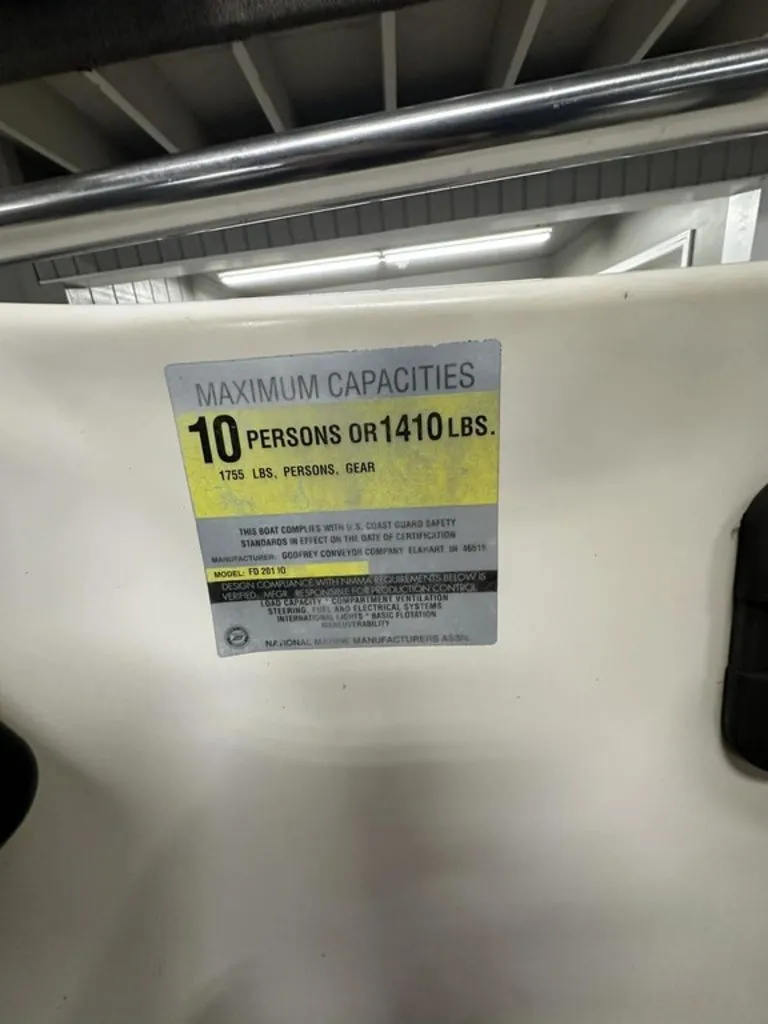 MAXIMUM CAPACITIES
10 PERSONS OR 1410 LBS.
1755 LBS, PERSONS, GEAR
THIS BOAT COMPLIES WITH U.S. COAST GUARD SAFETY
STANDARDS IN EFFECT ON THE DATE OF CERTIFICATION
MANUFACTURER: GODFREY CONVEYOR COMPANY ELKHART IN 46515
MODEL: FD 201 IO
DESIGN COMPLIANCE WITH NMMA REQUIREMENTS BELOW IS
VERIFIED. MFGR. RESPONSIBLE FOR PRODUCTION CONTROL.
LOAD CAPACITY * COMPARTMENT VENTILATION
STEERING, FUEL AND ELECTRICAL SYSTEMS
INTERNATIONAL LIGHTS * BASIC FLOTATION
MANEUVERABILITY
NATIONAL MARINE MANUFACTURERS ASSN.